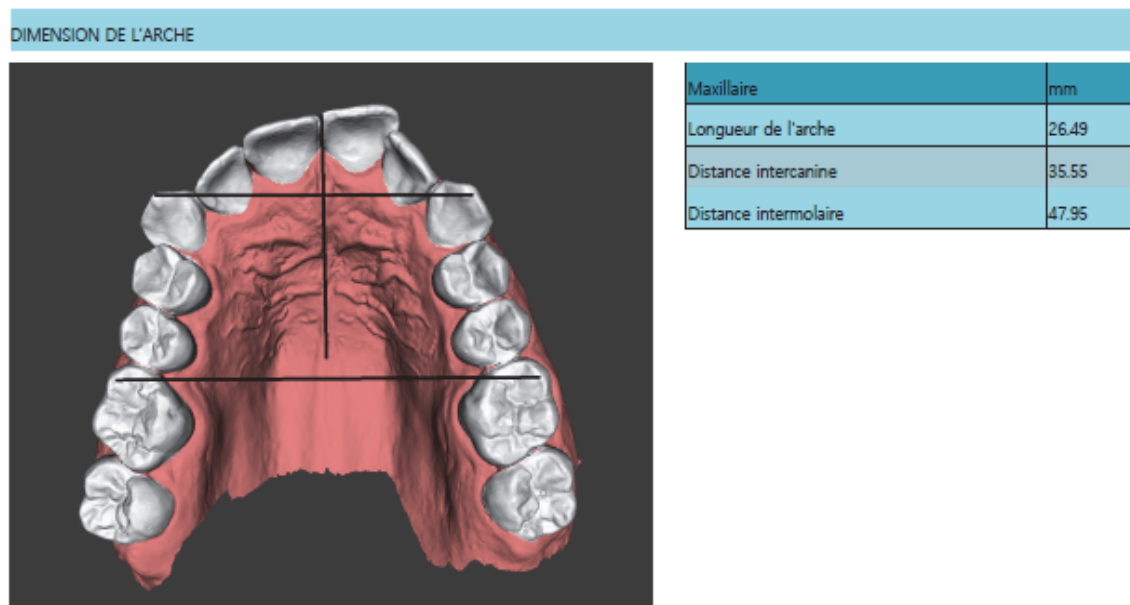 DIMENSION DE L'ARCHE
Maxillaire mm
Longueur de l'arche 26.49
Distance intercanine 35.55
Distance intermolaire 47.95